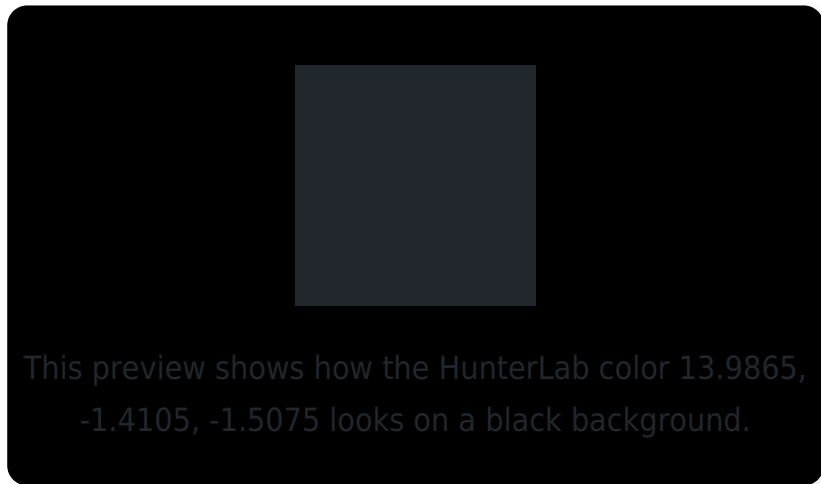 This preview shows how the HunterLab color 13.9865,
-1.4105, -1.5075 looks on a black background.